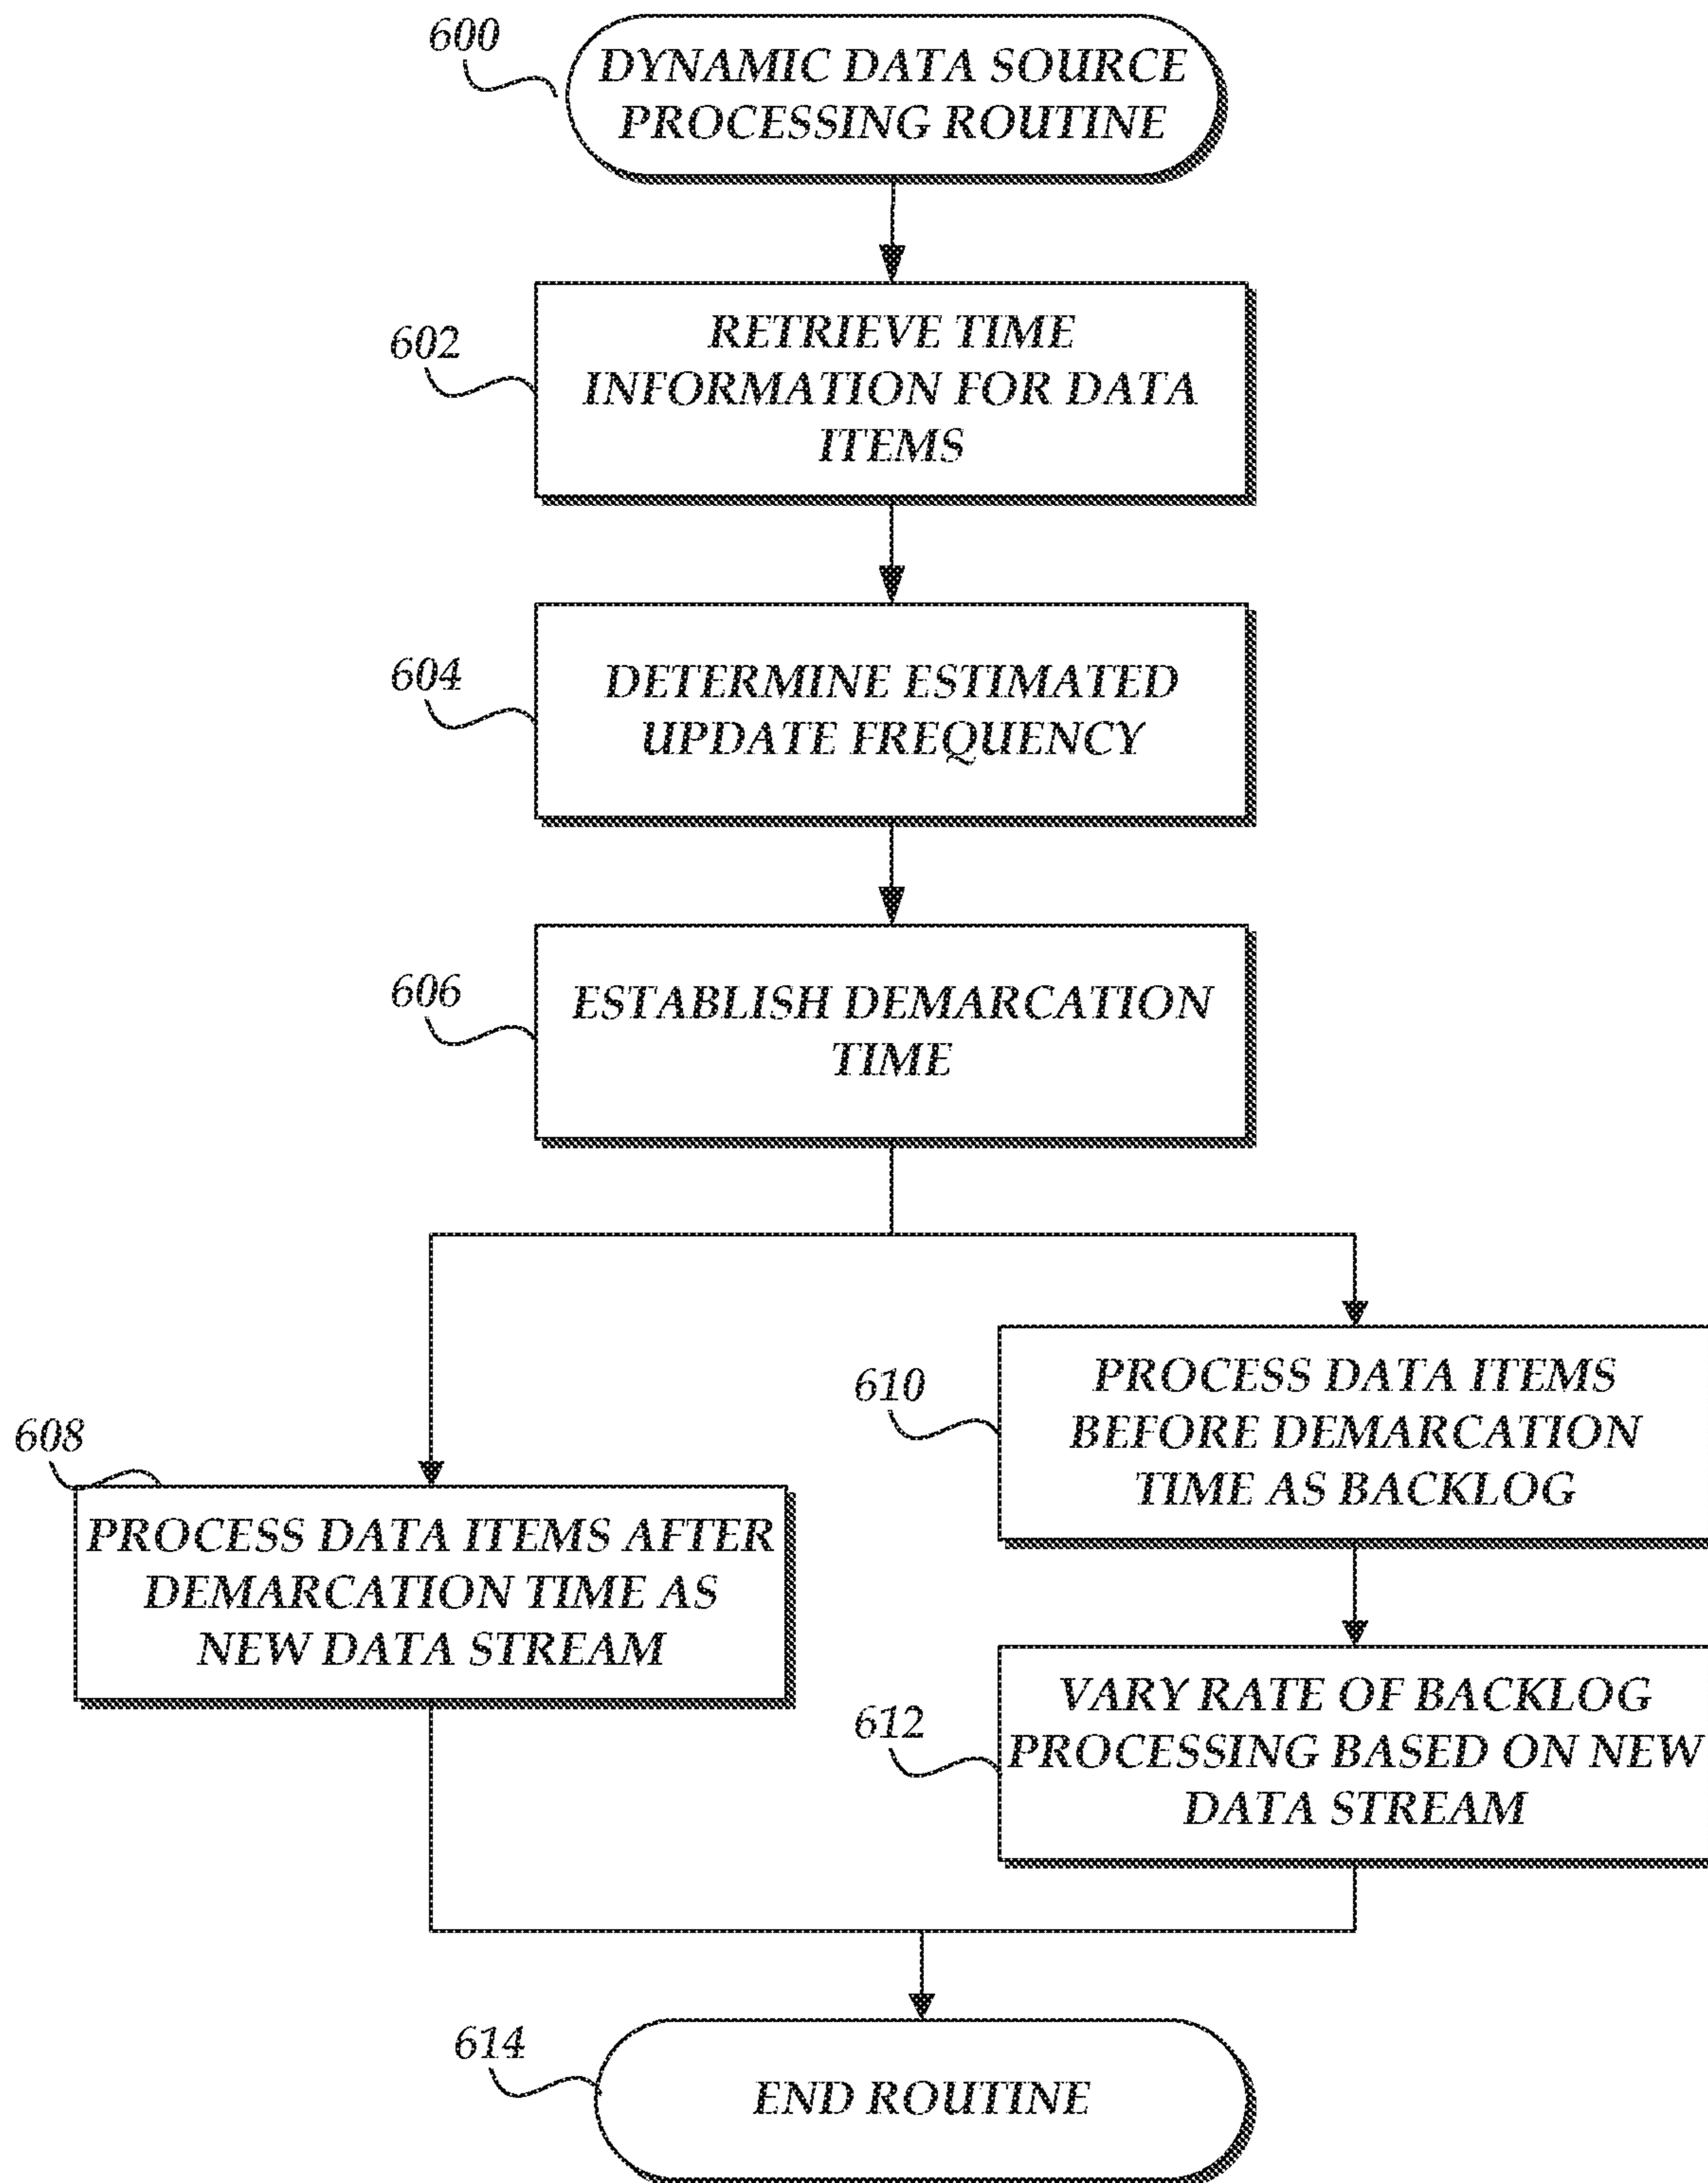 600
DYNAMIC DATA SOURCE
PROCESSING ROUTINE
602
RETRIEVE TIME
INFORMATION FOR DATA
ITEMS
604
DETERMINE ESTIMATED
UPDATE FREQUENCY
606
ESTABLISH DEMARCATION
TIME
608
PROCESS DATA ITEMS AFTER
DEMARCATION TIME AS
NEW DATA STREAM
610
PROCESS DATA ITEMS
BEFORE DEMARCATION
TIME AS BACKLOG
612
VARY RATE OF BACKLOG
PROCESSING BASED ON NEW
DATA STREAM
614
END ROUTINE